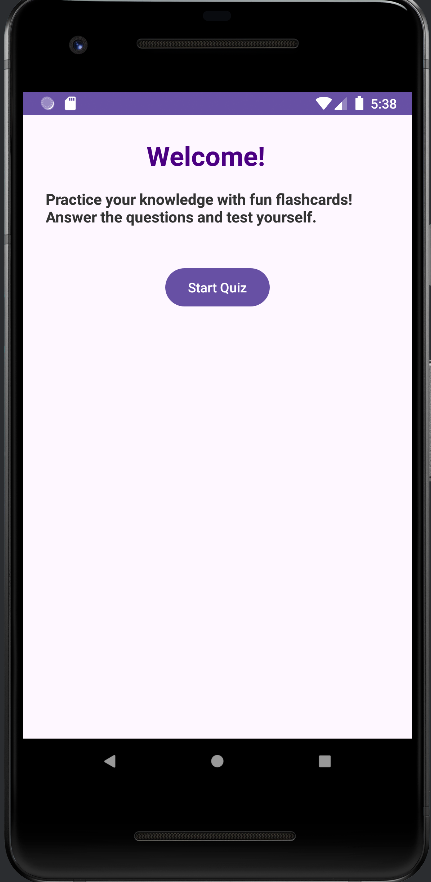 5:38
Welcome!
Practice your knowledge with fun flashcards!
Answer the questions and test yourself.
Start Quiz